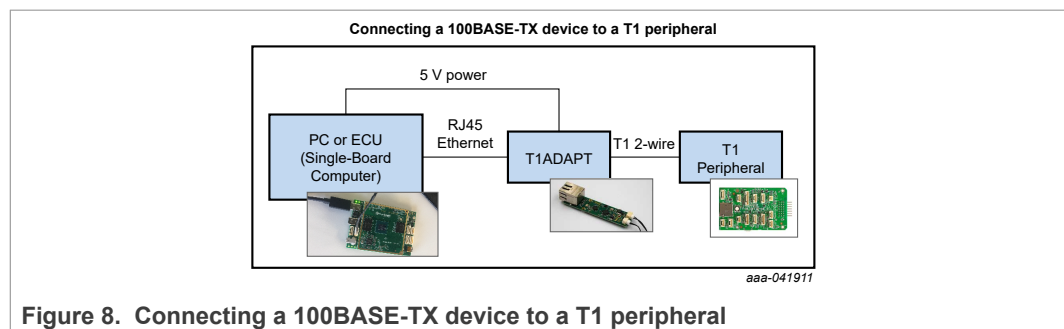 Connecting a 100BASE-TX device to a T1 peripheral
5 V power
PC or ECU
(Single-Board
Computer)
RJ45
Ethernet
T1ADAPT
T1 2-wire
T1
Peripheral
aaa-041911
Figure 8. Connecting a 100BASE-TX device to a T1 peripheral